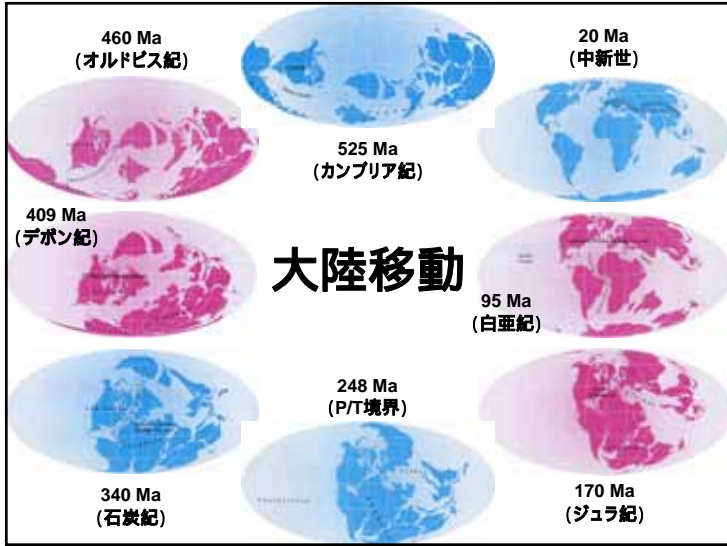 460 Ma
(オルドビス紀)
525 Ma
(カンブリア紀)
20 Ma
(中新世)
409 Ma
(デボン紀)
大陸移動
95 Ma
(白亜紀)
340 Ma
(石炭紀)
248 Ma
(P/T境界)
170 Ma
(ジュラ紀)